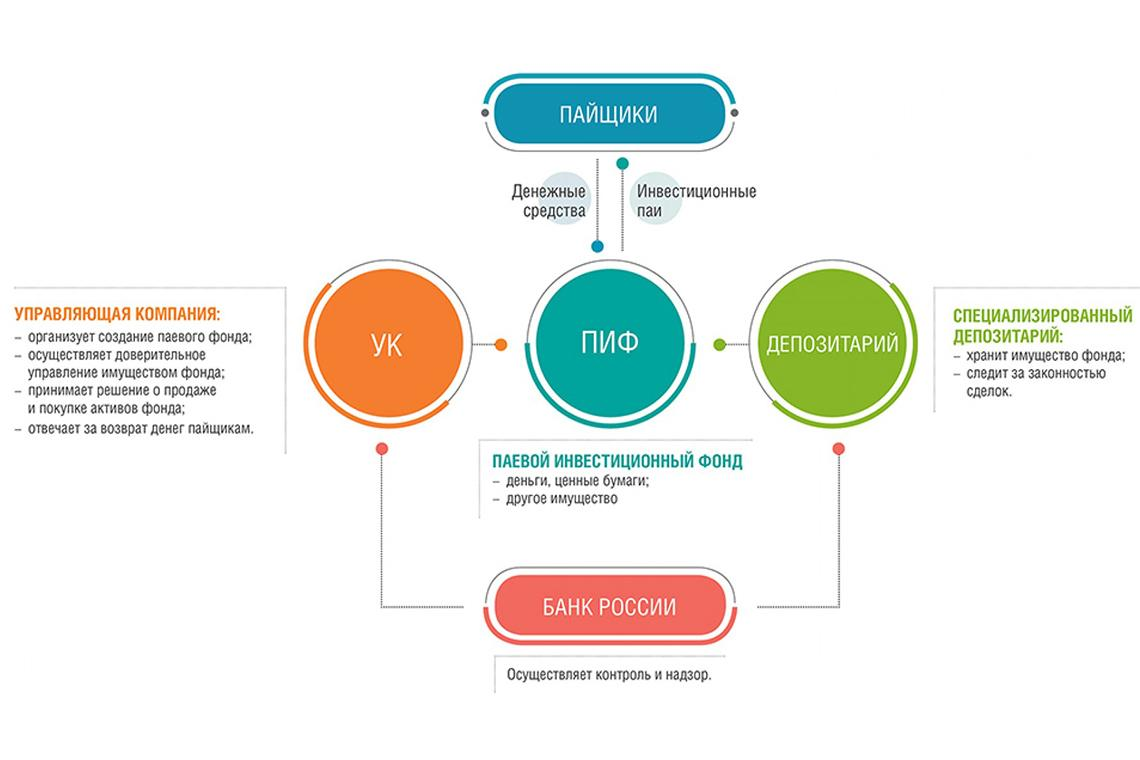 ПАЙЩИКИ
Денежные
средства
Инвестиционные
паи
УПРАВЛЯЮЩАЯ КОМПАНИЯ:
– организует создание паевого фонда;
– осуществляет доверительное
управление имуществом фонда;
– принимает решение о продаже
и покупке активов фонда;
– отвечает за возврат денег пайщикам.
УК
ПИФ
ДЕПОЗИТАРИЙ
СПЕЦИАЛИЗИРОВАННЫЙ
ДЕПОЗИТАРИЙ:
– хранит имущество фонда;
– следит за законностью
сделок.
ПАЕВОЙ ИНВЕСТИЦИОННЫЙ ФОНД
– деньги, ценные бумаги;
– другое имущество
БАНК РОССИИ
Осуществляет контроль и надзор.